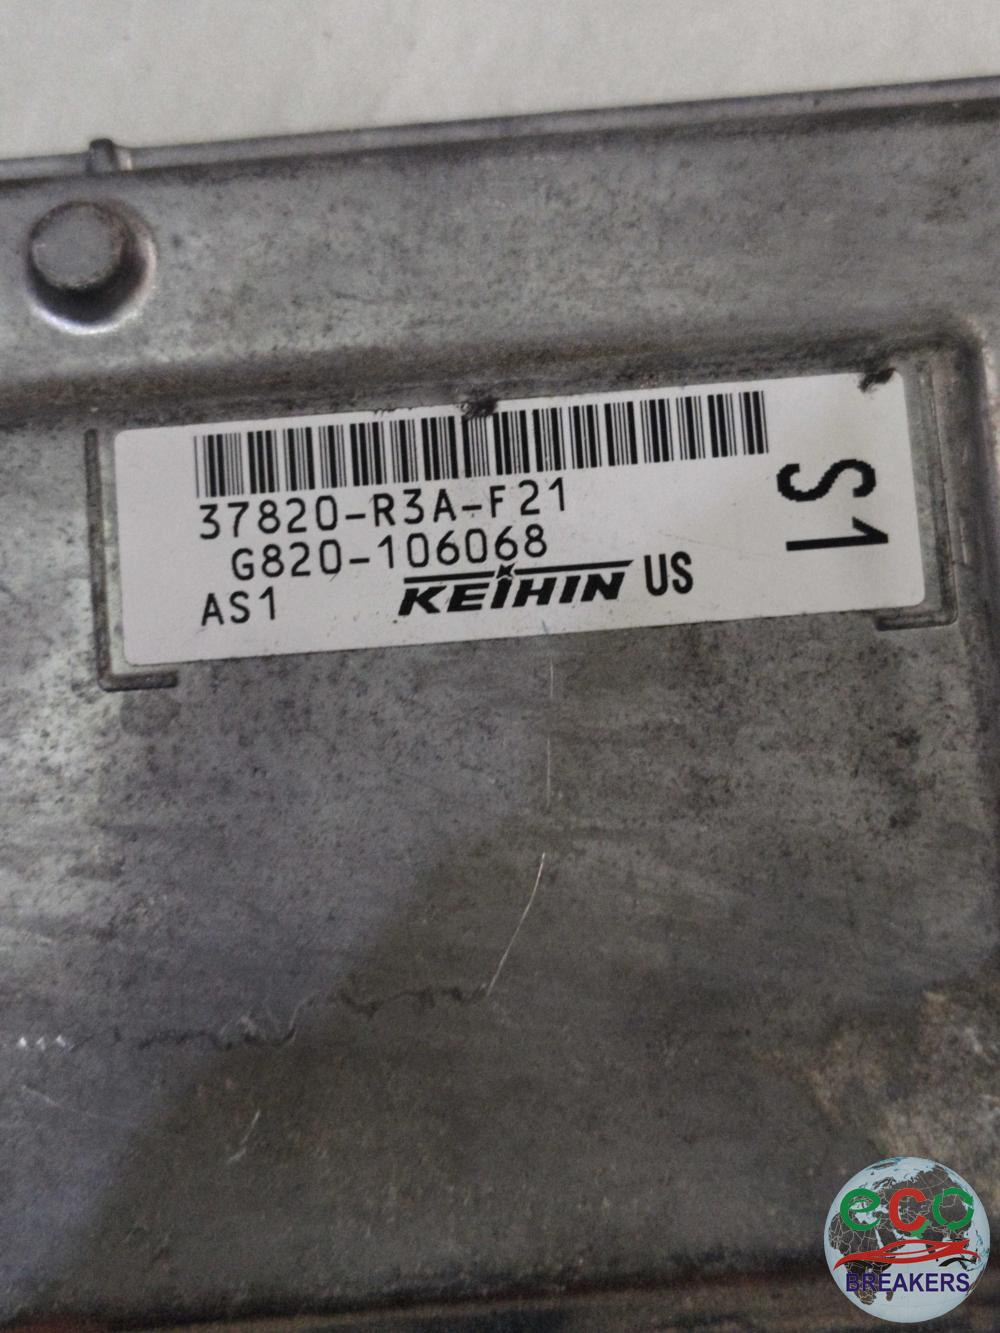 37820-R3A-F21
G820-106068
AS1 KEIHIN US
S1
eco
BREAKERS